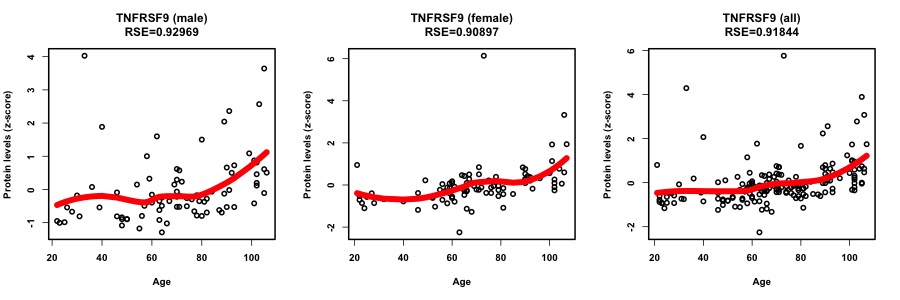 TNFRSF9 (male)
RSE=0.92969
4
3
2
1
0
-1
20
40
60
80
100
Age
Protein levels (z-score)
TNFRSF9 (female)
RSE=0.90897
6
4
2
0
-2
20
40
60
80
100
Age
Protein levels (z-score)
TNFRSF9 (all)
RSE=0.91844
6
4
2
0
-2
20
40
60
80
100
Age
Protein levels (z-score)